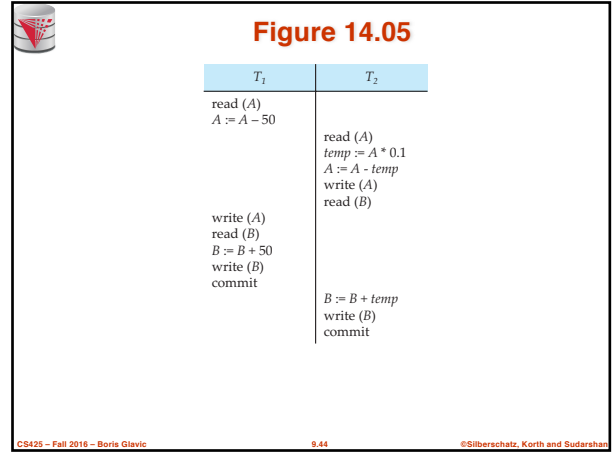 Figure 14.05
T1 T2
read (A)
A := A – 50
read (A)
temp := A * 0.1
A := A - temp
write (A)
read (B)
write (A)
read (B)
B := B + 50
write (B)
commit
B := B + temp
write (B)
commit
CS425 – Fall 2016 – Boris Glavic 9.44 ©Silberschatz, Korth and Sudarshan